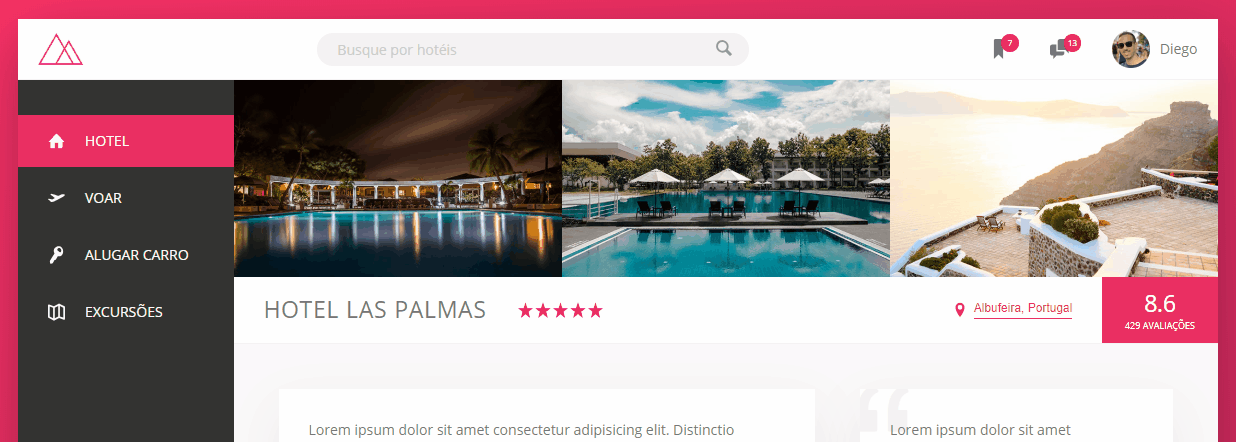 Busque por hotéis
7
13
Diego
HOTEL
VOAR
ALUGAR CARRO
EXCURSÕES
HOTEL LAS PALMAS
Albufeira, Portugal
8.6
429 AVALIAÇÕES
Lorem ipsum dolor sit amet consectetur adipisicing elit. Distinctio
“
Lorem ipsum dolor sit amet